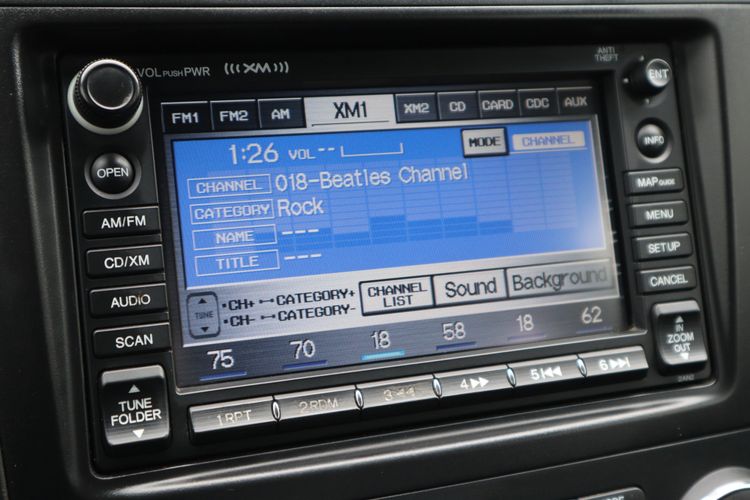 VOL PUSH PWR
(((XM)))
ANTI THEFT
ENT
FM1 FM2 AM XM1 XM2 CD CARD CDC AUX
1:26 VOL -- MODE CHANNEL
OPEN
INFO
CHANNEL 018-Beatles Channel
CATEGORY Rock
NAME ---
TITLE ---
AM/FM
CD/XM
AUDIO
SCAN
TUNE FOLDER
MAP GUIDE
MENU
SET UP
CANCEL
IN
ZOOM
OUT
TUNE
•CH+ CATEGORY+
•CH- CATEGORY-
CHANNEL LIST
Sound
Background
75 70 18 58 18 62
1 RPT 2 RDM 3 ◀◀ 4 ▶▶ 5 |◀◀ 6 ▶▶|